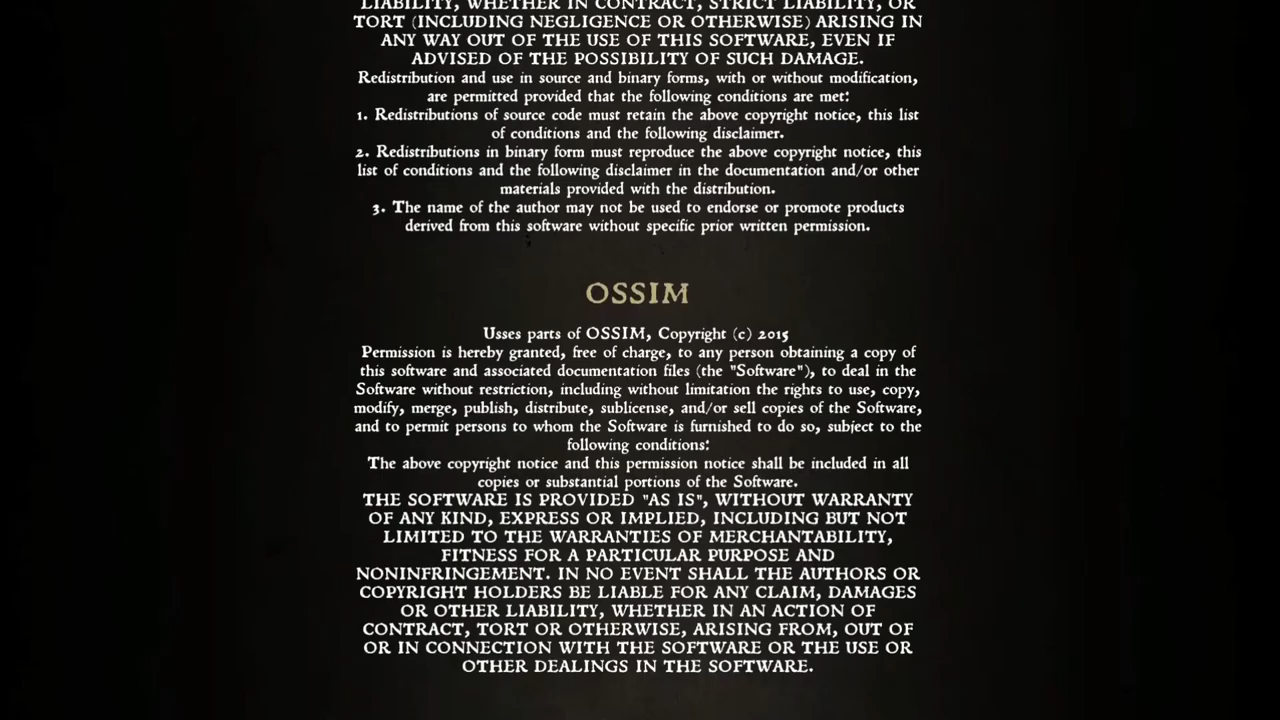 LIABILITY, WHETHER IN CONTRACT, STRICT LIABILITY, OR
TORT (INCLUDING NEGLIGENCE OR OTHERWISE) ARISING IN
ANY WAY OUT OF THE USE OF THIS SOFTWARE, EVEN IF
ADVISED OF THE POSSIBILITY OF SUCH DAMAGE.
Redistribution and use in source and binary forms, with or without modification,
are permitted provided that the following conditions are met:
1. Redistributions of source code must retain the above copyright notice, this list
of conditions and the following disclaimer.
2. Redistributions in binary form must reproduce the above copyright notice, this
list of conditions and the following disclaimer in the documentation and/or other
materials provided with the distribution.
3. The name of the author may not be used to endorse or promote products
derived from this software without specific prior written permission.
OSSIM
Usses parts of OSSIM, Copyright (c) 2015
Permission is hereby granted, free of charge, to any person obtaining a copy of
this software and associated documentation files (the "Software"), to deal in the
Software without restriction, including without limitation the rights to use, copy,
modify, merge, publish, distribute, sublicense, and/or sell copies of the Software,
and to permit persons to whom the Software is furnished to do so, subject to the
following conditions:
The above copyright notice and this permission notice shall be included in all
copies or substantial portions of the Software.
THE SOFTWARE IS PROVIDED "AS IS", WITHOUT WARRANTY
OF ANY KIND, EXPRESS OR IMPLIED, INCLUDING BUT NOT
LIMITED TO THE WARRANTIES OF MERCHANTABILITY,
FITNESS FOR A PARTICULAR PURPOSE AND
NONINFRINGEMENT. IN NO EVENT SHALL THE AUTHORS OR
COPYRIGHT HOLDERS BE LIABLE FOR ANY CLAIM, DAMAGES
OR OTHER LIABILITY, WHETHER IN AN ACTION OF
CONTRACT, TORT OR OTHERWISE, ARISING FROM, OUT OF
OR IN CONNECTION WITH THE SOFTWARE OR THE USE OR
OTHER DEALINGS IN THE SOFTWARE.